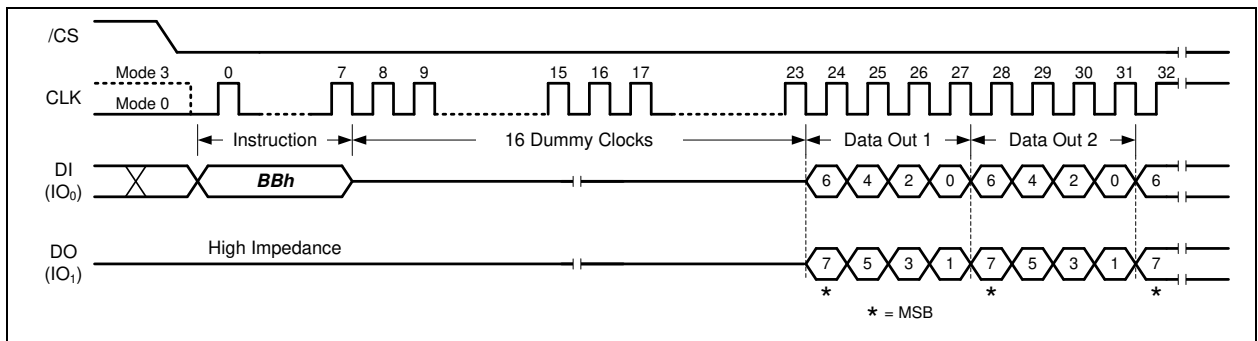 /CS
Mode 3 0 7 8 9 15 16 17 23 24 25 26 27 28 29 30 31 32
CLK
Mode 0
Instruction 16 Dummy Clocks Data Out 1 Data Out 2
DI
(IO₀)
BBh 6 4 2 0 6 4 2 0 6
DO
(IO₁)
High Impedance
7 5 3 1 7 5 3 1 7
* * *
* = MSB